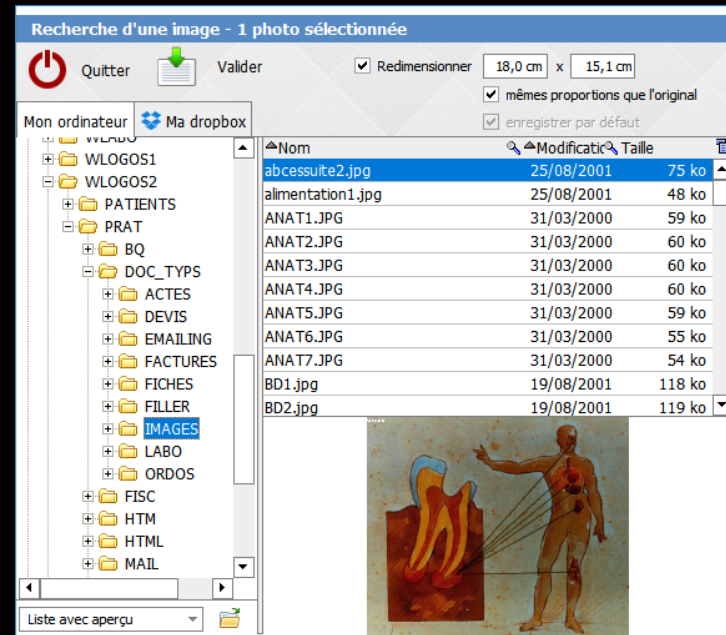 Recherche d'une image - 1 photo sélectionnée
Quitter
Valider
Redimensionner 18,0 cm x 15,1 cm
mêmes proportions que l'original
enregistrer par défaut
Mon ordinateur Ma dropbox
WLABO
WLOGOS1
WLOGOS2
PATIENTS
PRAT
BQ
DOC_TYPS
ACTES
DEVIS
EMAILING
FACTURES
FICHES
FILLER
IMAGES
LABO
ORDOS
FISC
HTM
HTML
MAIL
Liste avec aperçu
Nom Modificatic Taille
abcessuite2.jpg 25/08/2001 75 ko
alimentation1.jpg 25/08/2001 48 ko
ANAT1.JPG 31/03/2000 59 ko
ANAT2.JPG 31/03/2000 60 ko
ANAT3.JPG 31/03/2000 60 ko
ANAT4.JPG 31/03/2000 60 ko
ANAT5.JPG 31/03/2000 59 ko
ANAT6.JPG 31/03/2000 55 ko
ANAT7.JPG 31/03/2000 54 ko
BD1.jpg 19/08/2001 118 ko
BD2.jpg 19/08/2001 119 ko